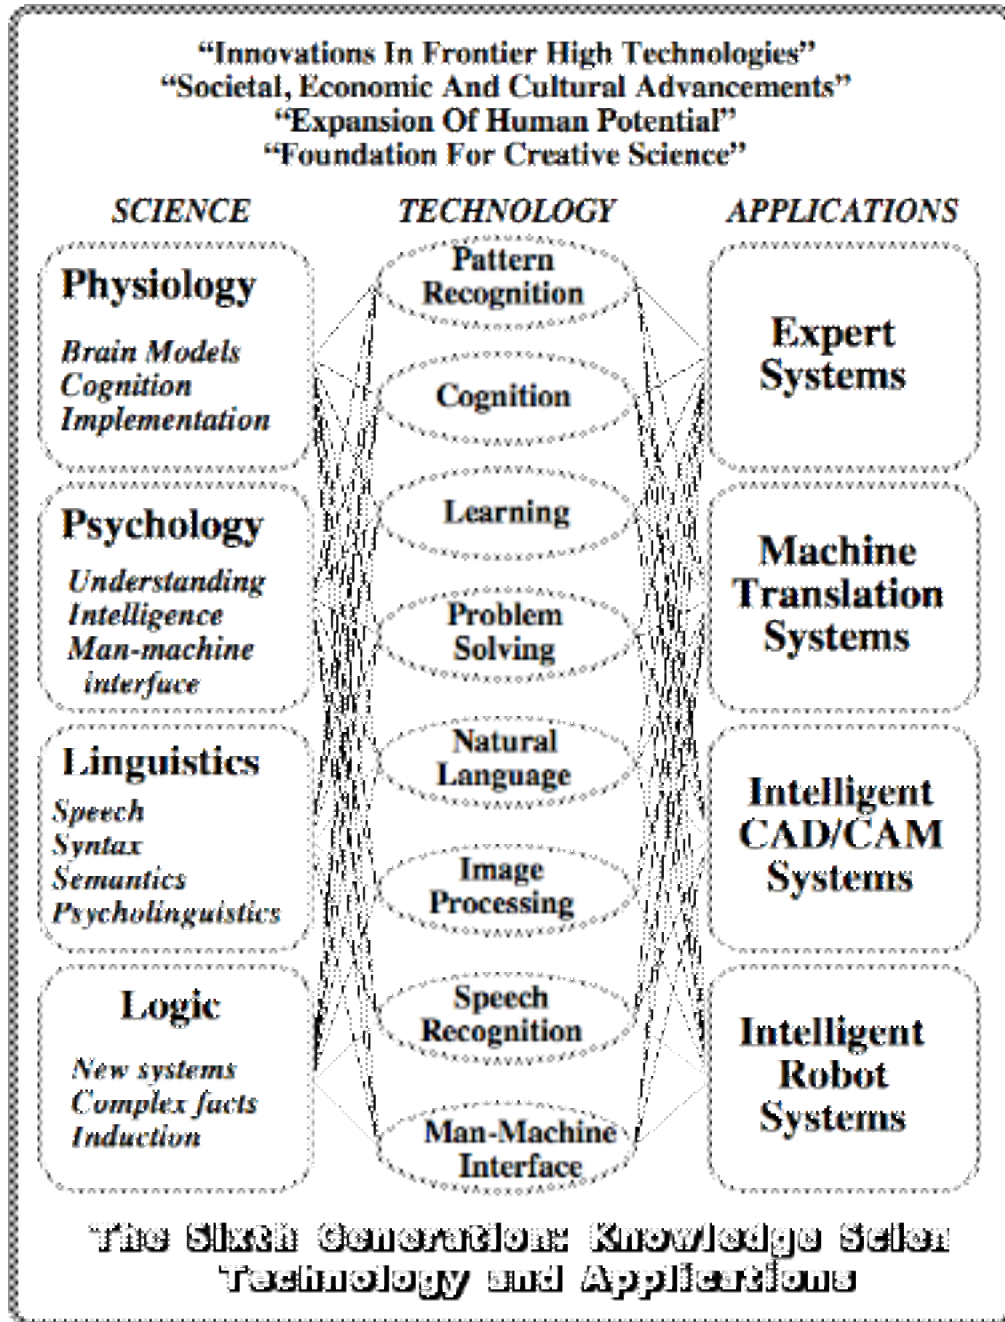 “Innovations In Frontier High Technologies”
“Societal, Economic And Cultural Advancements”
“Expansion Of Human Potential”
“Foundation For Creative Science”
SCIENCE
TECHNOLOGY
APPLICATIONS
Physiology
Brain Models
Cognition
Implementation
Psychology
Understanding
Intelligence
Man-machine
interface
Linguistics
Speech
Syntax
Semantics
Psycholinguistics
Logic
New systems
Complex facts
Induction
Pattern
Recognition
Cognition
Learning
Problem
Solving
Natural
Language
Image
Processing
Speech
Recognition
Man-Machine
Interface
Expert
Systems
Machine
Translation
Systems
Intelligent
CAD/CAM
Systems
Intelligent
Robot
Systems
The Sixth Generation: Knowledge Scien
Technology and Applications